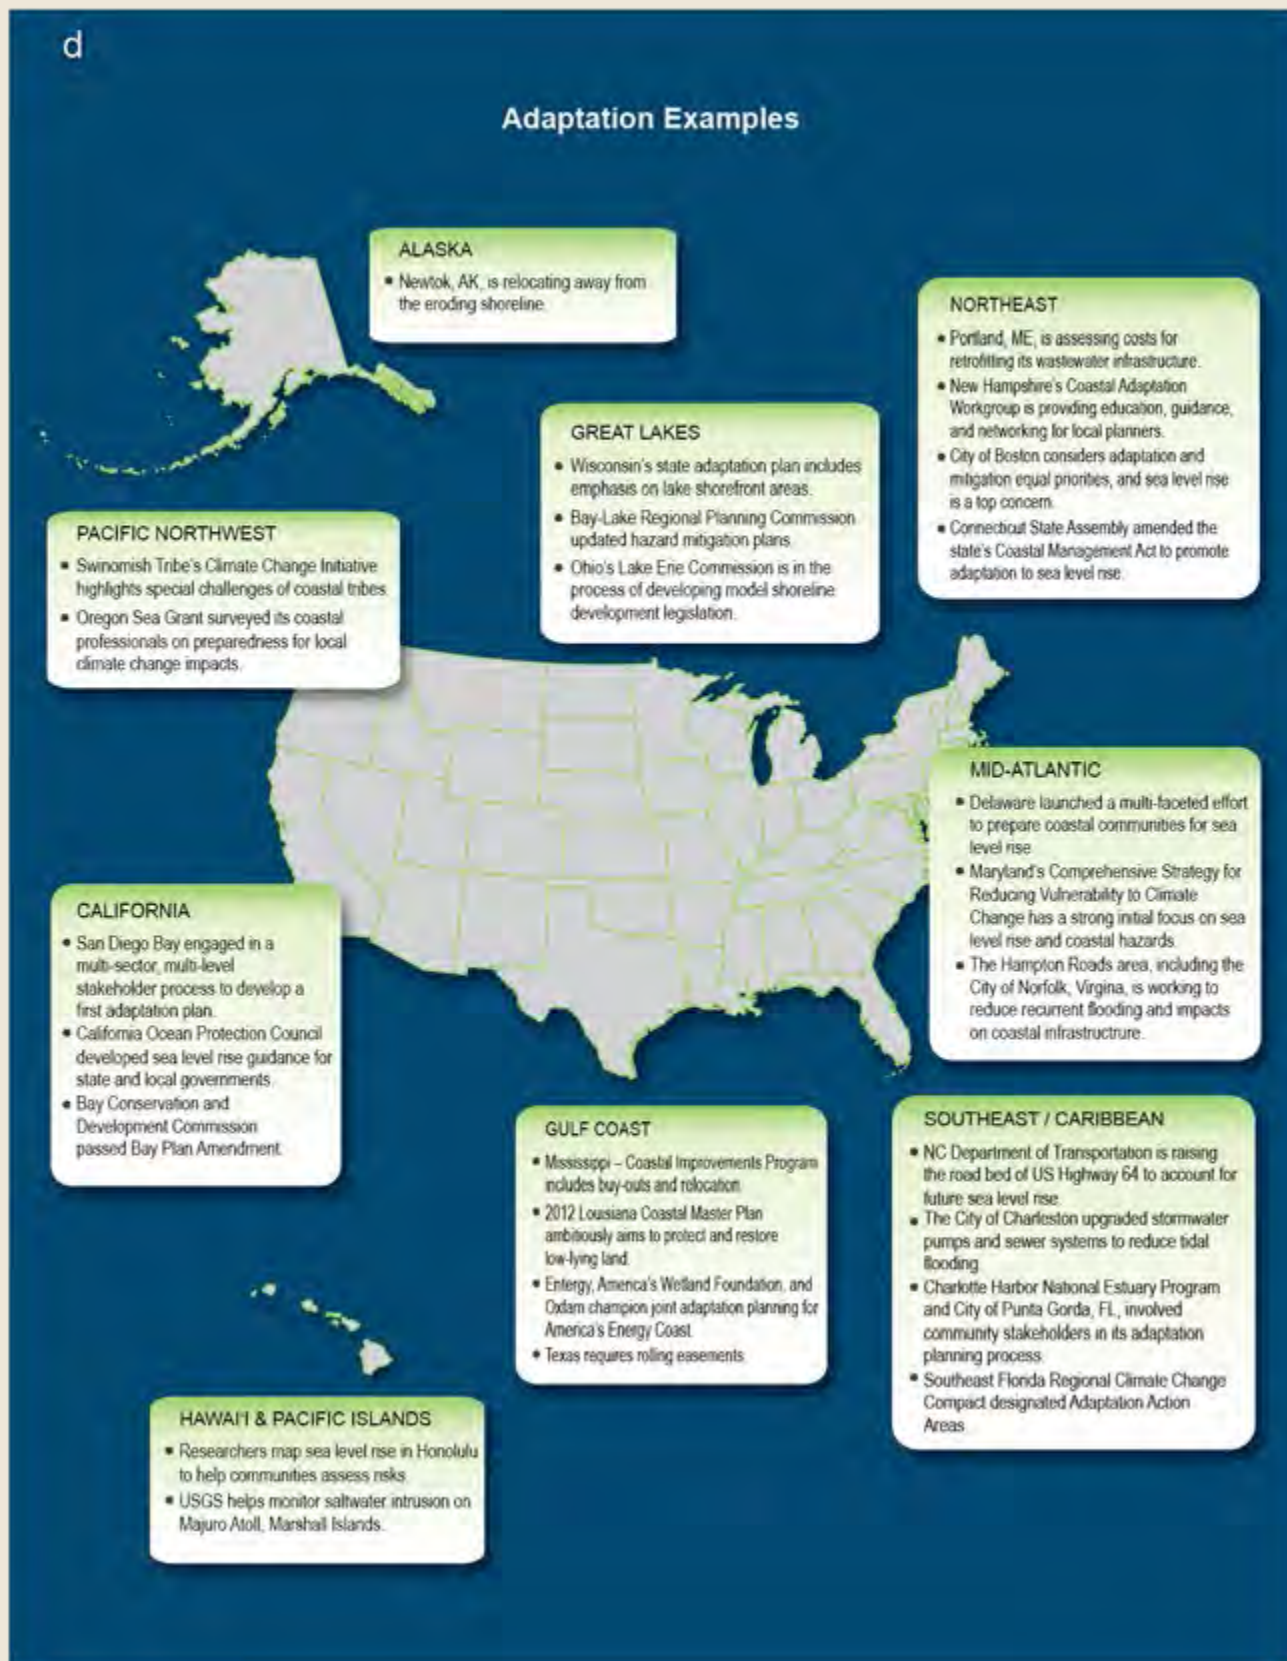 d
Adaptation Examples
ALASKA
• Newtok, AK, is relocating away from
the eroding shoreline.
NORTHEAST
• Portland, ME, is assessing costs for
retrofitting its wastewater infrastructure.
• New Hampshire's Coastal Adaptation
Workgroup is providing education, guidance,
and networking for local planners.
• City of Boston considers adaptation and
mitigation equal priorities, and sea level rise
is a top concern.
• Connecticut State Assembly amended the
state's Coastal Management Act to promote
adaptation to sea level rise.
GREAT LAKES
• Wisconsin's state adaptation plan includes
emphasis on lake shorefront areas.
• Bay-Lake Regional Planning Commission
updated hazard mitigation plans.
• Ohio's Lake Erie Commission is in the
process of developing model shoreline
development legislation.
PACIFIC NORTHWEST
• Swinomish Tribe's Climate Change Initiative
highlights special challenges of coastal tribes.
• Oregon Sea Grant surveyed its coastal
professionals on preparedness for local
climate change impacts.
MID-ATLANTIC
• Delaware launched a multi-faceted effort
to prepare coastal communities for sea
level rise.
• Maryland's Comprehensive Strategy for
Reducing Vulnerability to Climate
Change has a strong initial focus on sea
level rise and coastal hazards.
• The Hampton Roads area, including the
City of Norfolk, Virgina, is working to
reduce recurrent flooding and impacts
on coastal infrastructrure.
CALIFORNIA
• San Diego Bay engaged in a
multi-sector, multi-level
stakeholder process to develop a
first adaptation plan.
• California Ocean Protection Council
developed sea level rise guidance for
state and local governments.
• Bay Conservation and
Development Commission
passed Bay Plan Amendment.
GULF COAST
• Mississippi – Coastal Improvements Program
includes buy-outs and relocation.
• 2012 Louisiana Coastal Master Plan
ambitiously aims to protect and restore
low-lying land.
• Entergy, America's Wetland Foundation, and
Oxfam champion joint adaptation planning for
America's Energy Coast.
• Texas requires rolling easements.
SOUTHEAST / CARIBBEAN
• NC Department of Transportation is raising
the road bed of US Highway 64 to account for
future sea level rise.
• The City of Charleston upgraded stormwater
pumps and sewer systems to reduce tidal
flooding.
• Charlotte Harbor National Estuary Program
and City of Punta Gorda, FL, involved
community stakeholders in its adaptation
planning process.
• Southeast Florida Regional Climate Change
Compact designated Adaptation Action
Areas.
HAWAI'I & PACIFIC ISLANDS
• Researchers map sea level rise in Honolulu
to help communities assess risks.
• USGS helps monitor saltwater intrusion on
Majuro Atoll, Marshall Islands.